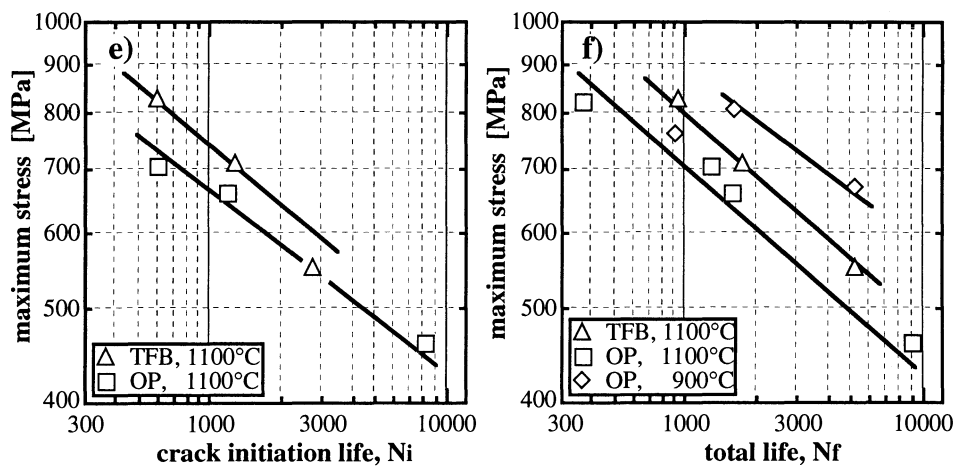 e)
maximum stress [MPa]
1000
900
800
700
600
500
400
TFB, 1100°C
OP, 1100°C
300
1000
3000
10000
crack initiation life, Ni
f)
maximum stress [MPa]
1000
900
800
700
600
500
400
TFB, 1100°C
OP, 1100°C
OP, 900°C
300
1000
3000
10000
total life, Nf